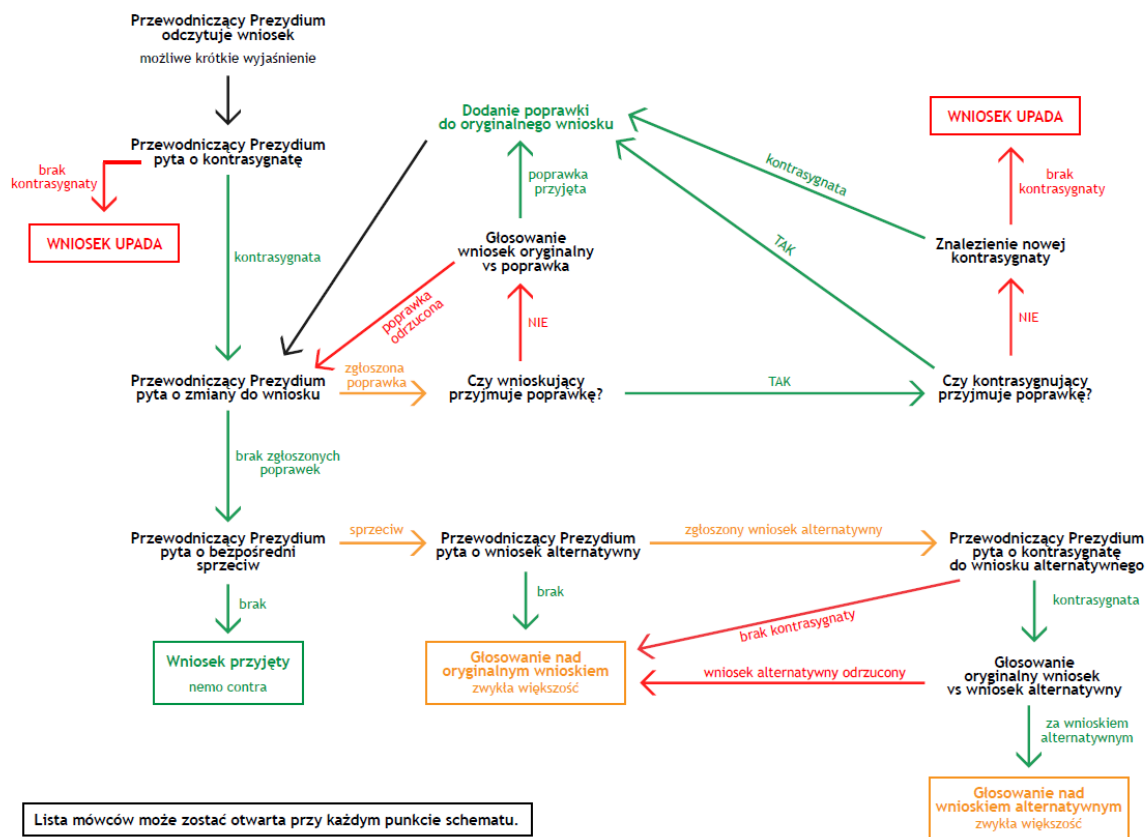 Przewodniczący Prezydium
odczytuje wniosek
możliwe krótkie wyjaśnienie
Przewodniczący Prezydium
pyta o kontrasygnatę
brak
kontrasygnaty
WNIOSEK UPADA
kontrasygnata
Dodanie poprawki
do oryginalnego wniosku
poprawka
przyjęta
Głosowanie
wniosek oryginalny
vs poprawka
poprawka
odrzucona
NIE
kontrasygnata
TAK
WNIOSEK UPADA
brak
kontrasygnaty
Znalezienie nowej
kontrasygnaty
NIE
Przewodniczący Prezydium
pyta o zmiany do wniosku
zgłoszona
poprawka
Czy wnioskujący
przyjmuje poprawkę?
TAK
Czy kontrasygnujący
przyjmuje poprawkę?
brak zgłoszonych
poprawek
Przewodniczący Prezydium
pyta o bezpośredni
sprzeciw
sprzeciw
Przewodniczący Prezydium
pyta o wniosek alternatywny
zgłoszony wniosek alternatywny
Przewodniczący Prezydium
pyta o kontrasygnatę
do wniosku alternatywnego
brak
brak
brak kontrasygnaty
kontrasygnata
Wniosek przyjęty
nemo contra
Głosowanie nad
oryginalnym wnioskiem
zwykła większość
wniosek alternatywny odrzucony
Głosowanie
oryginalny wniosek
vs wniosek alternatywny
za wnioskiem
alternatywnym
Głosowanie nad
wnioskiem alternatywnym
zwykła większość
Lista mówców może zostać otwarta przy każdym punkcie schematu.